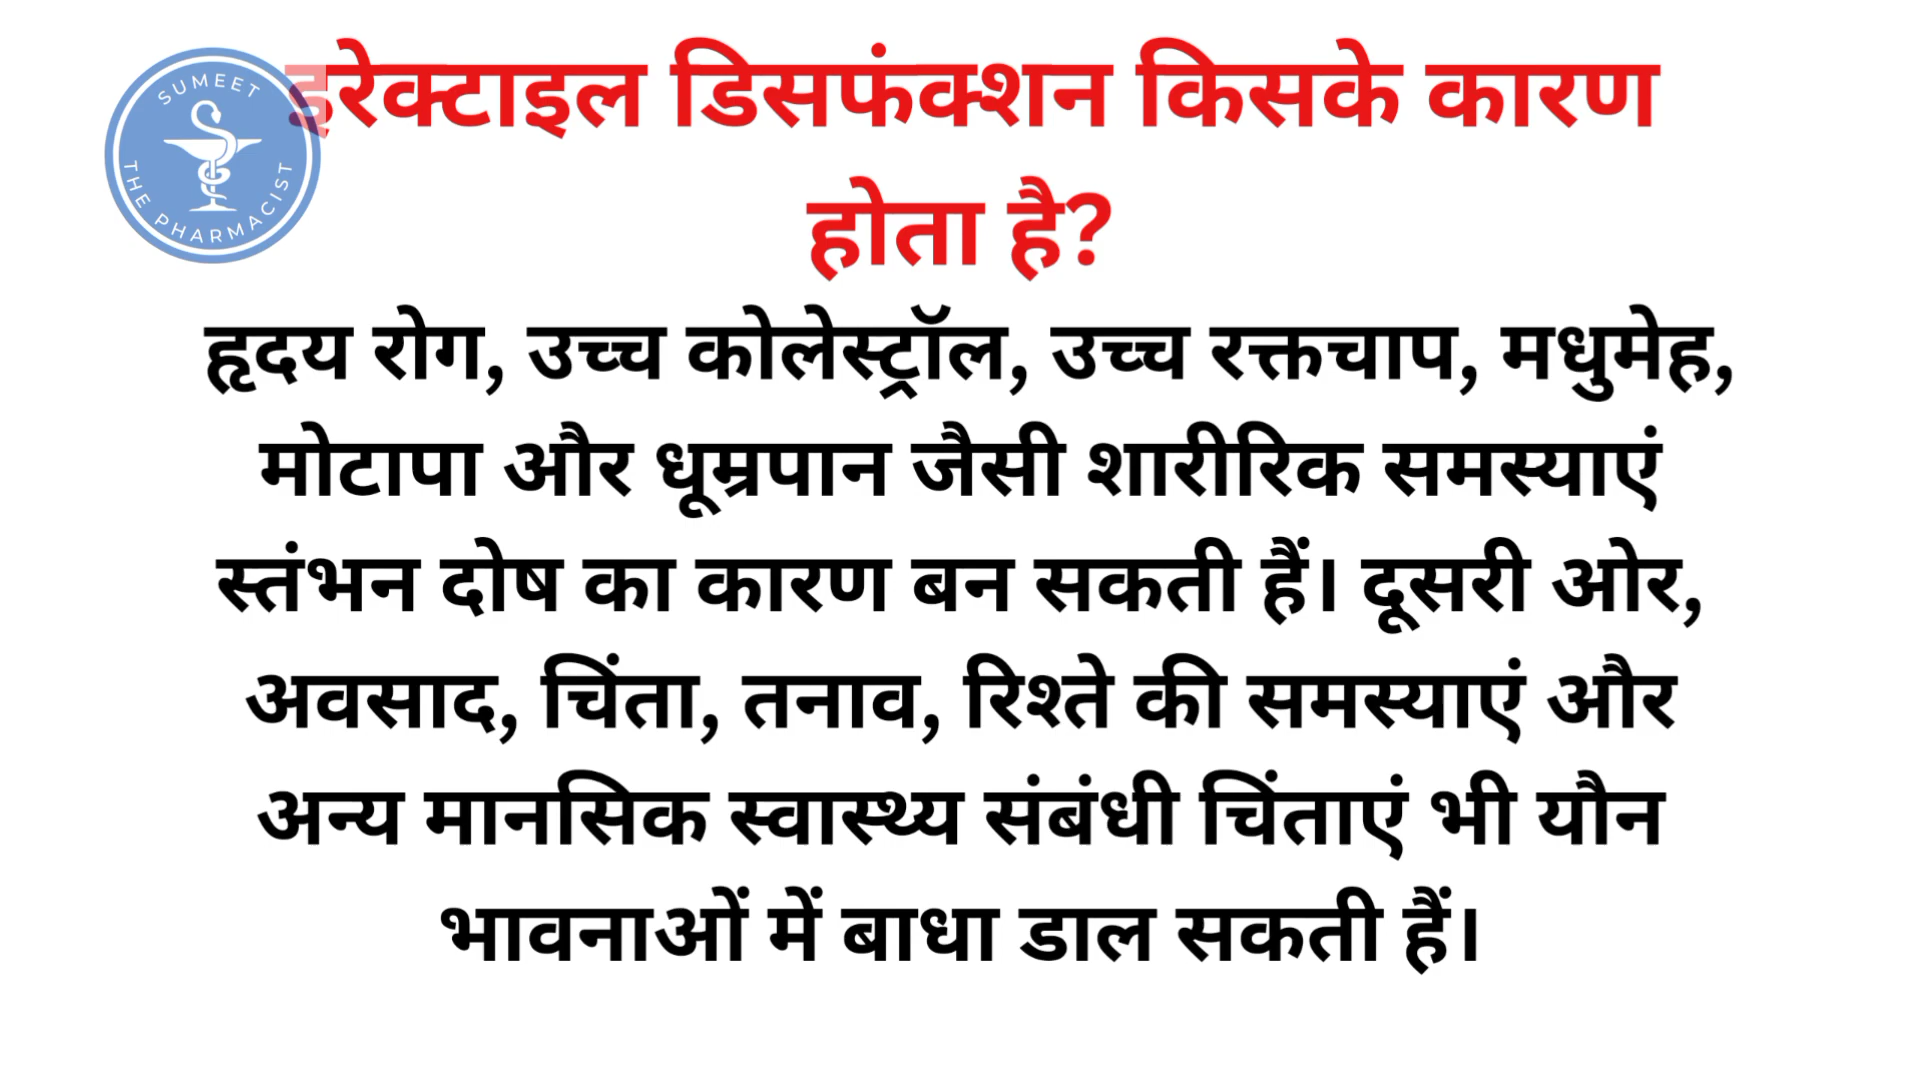 SUMEET
THE PHARMACIST
इरेक्टाइल डिसफंक्शन किसके कारण
होता है?
हृदय रोग, उच्च कोलेस्ट्रॉल, उच्च रक्तचाप, मधुमेह,
मोटापा और धूम्रपान जैसी शारीरिक समस्याएं
स्तंभन दोष का कारण बन सकती हैं। दूसरी ओर,
अवसाद, चिंता, तनाव, रिश्ते की समस्याएं और
अन्य मानसिक स्वास्थ्य संबंधी चिंताएं भी यौन
भावनाओं में बाधा डाल सकती हैं।